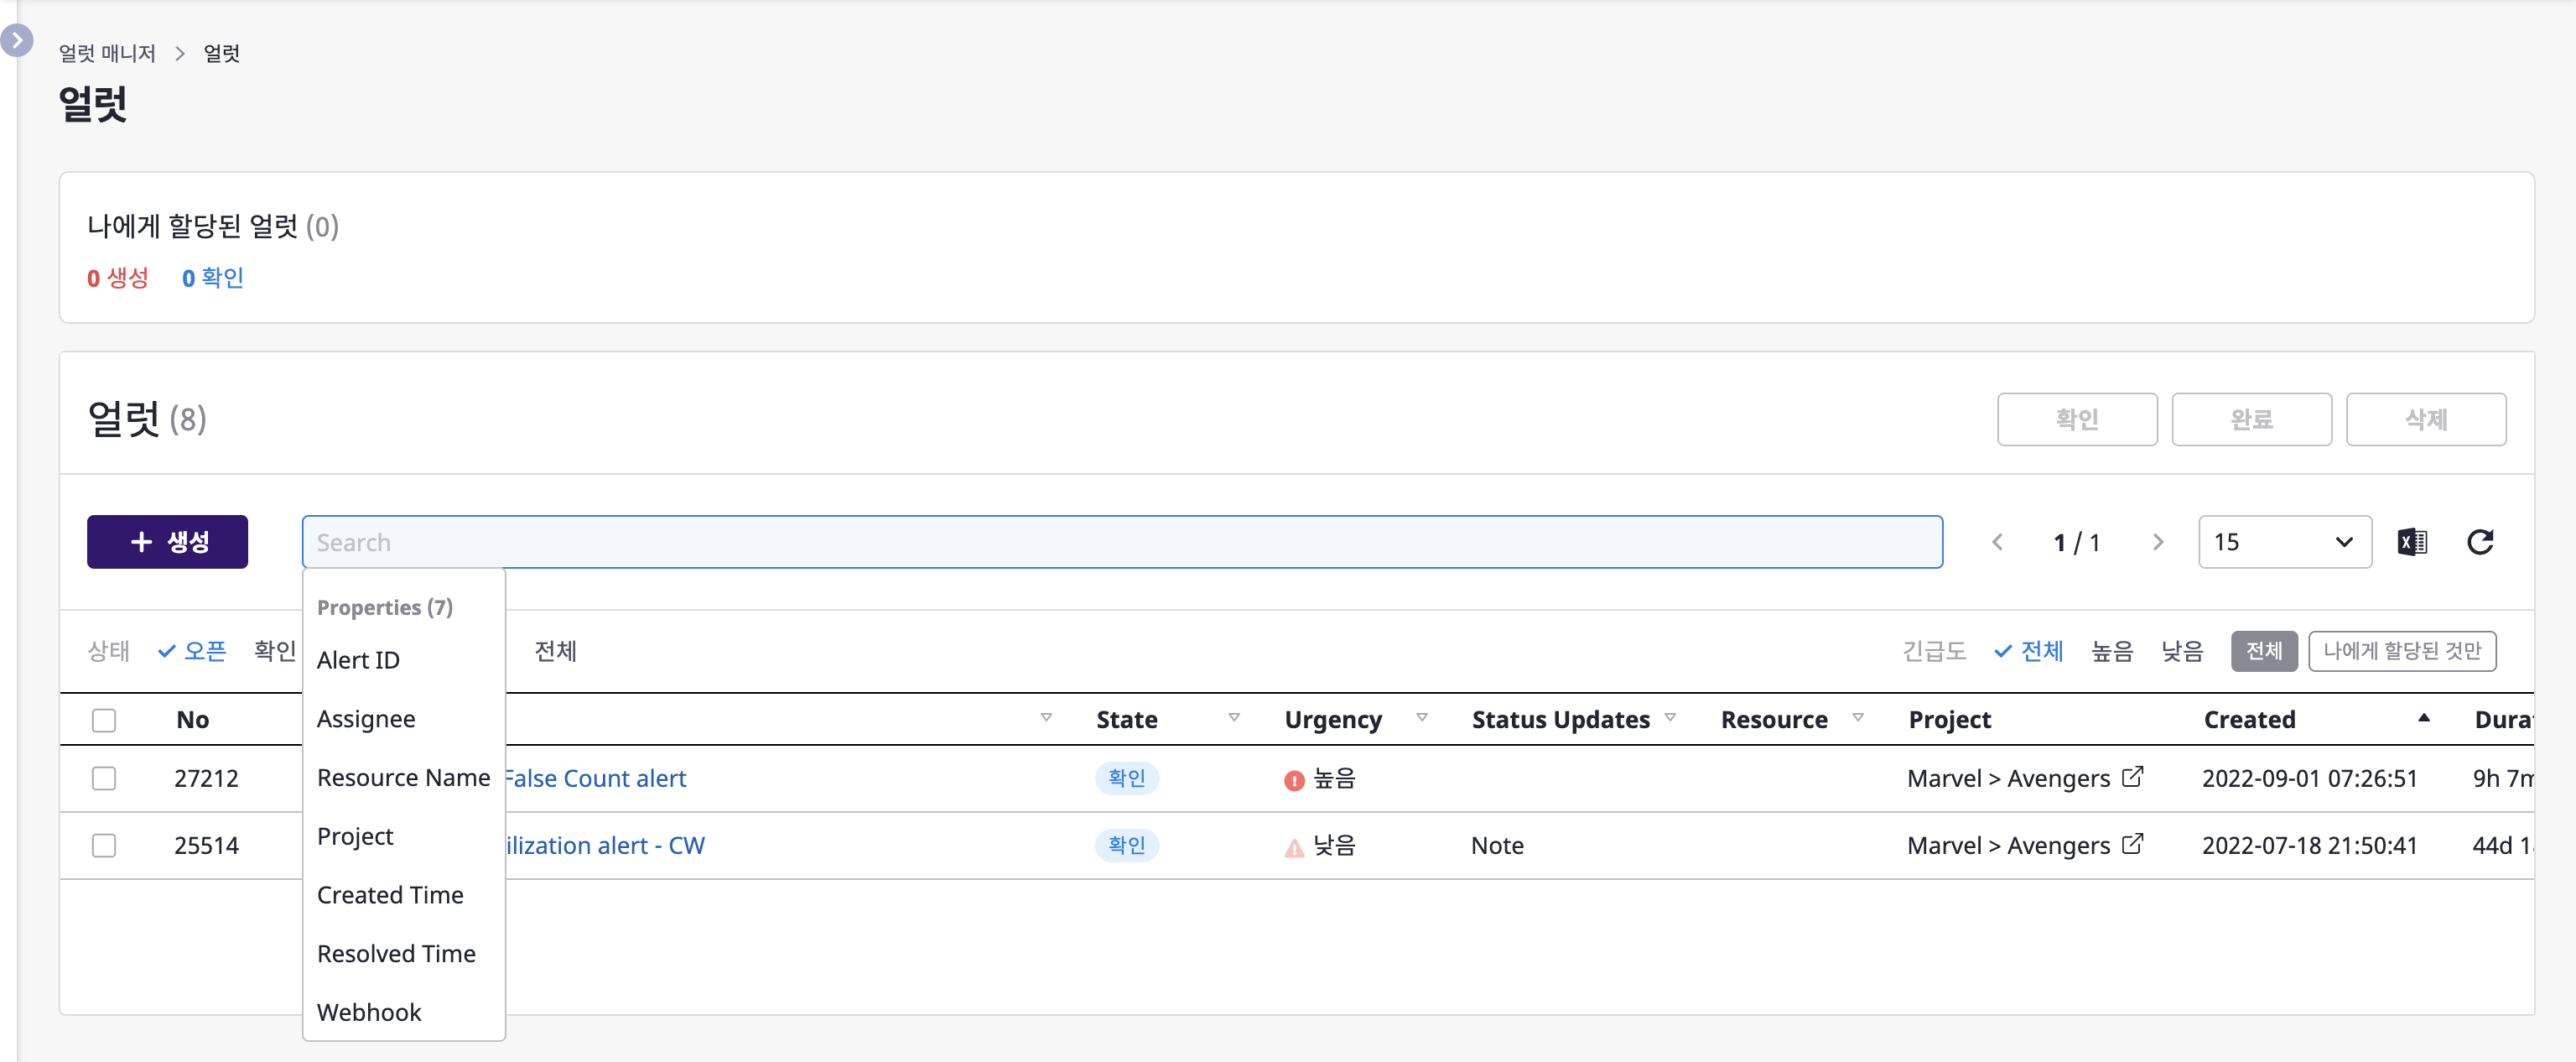 얼럿 매니저 > 얼럿
얼럿
나에게 할당된 얼럿 (0)
0 생성 0 확인
얼럿 (8)
확인 완료 삭제
+ 생성 Search 1 / 1 15
Properties (7)
Alert ID
Assignee
Resource Name
Project
Created Time
Resolved Time
Webhook
상태 오픈 확인 전체 긴급도 전체 높음 낮음 전체 나에게 할당된 것만
No State Urgency Status Updates Resource Project Created
27212 False Count alert 확인 높음 Marvel > Avengers 2022-09-01 07:26:51 9h
25514 alert - CW 확인 낮음 Note Marvel > Avengers 2022-07-18 21:50:41 44d